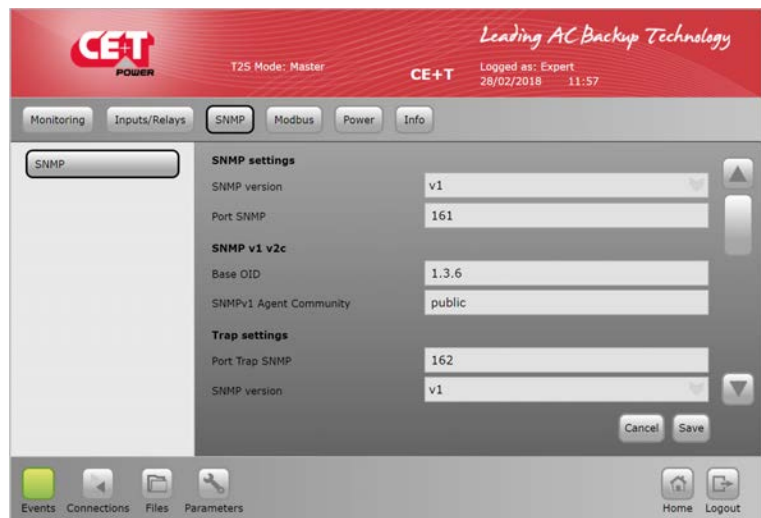 CE+T
POWER
Leading AC Backup Technology
T2S Mode: Master
CE+T
Logged as: Expert
28/02/2018 11:57
Monitoring Inputs/Relays SNMP Modbus Power Info
SNMP
SNMP settings
SNMP version v1
Port SNMP 161
SNMP v1 v2c
Base OID 1.3.6
SNMPv1 Agent Community public
Trap settings
Port Trap SNMP 162
SNMP version v1
Cancel Save
Events Connections Files Parameters Home Logout